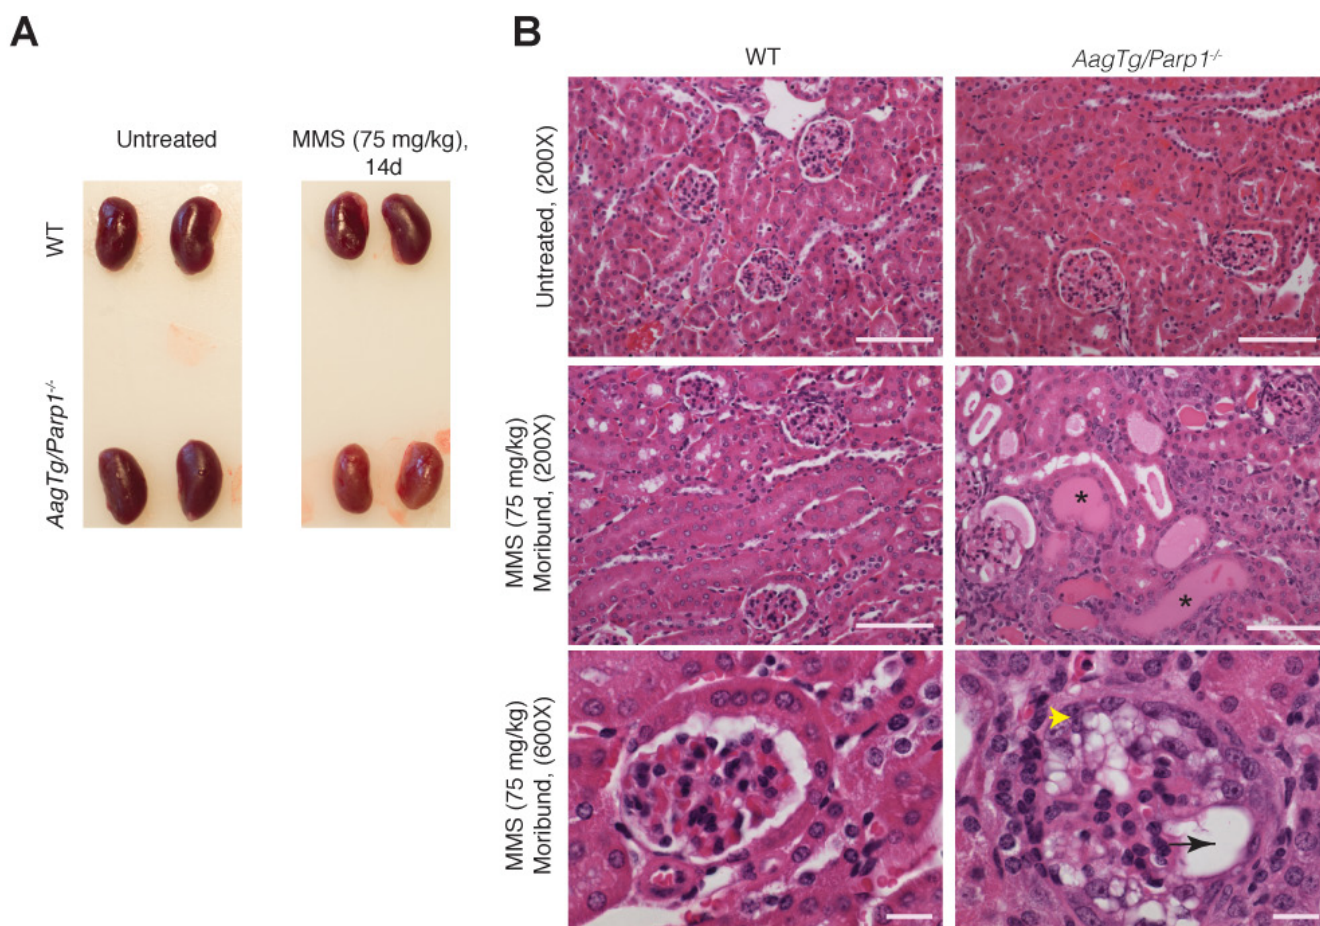 A
B
WT
AagTg/Parp1-/-
Untreated
MMS (75 mg/kg),
14d
WT
AagTg/Parp1-/-
Untreated, (200X)
MMS (75 mg/kg)
Moribund, (200X)
*
*
MMS (75 mg/kg)
Moribund, (600X)